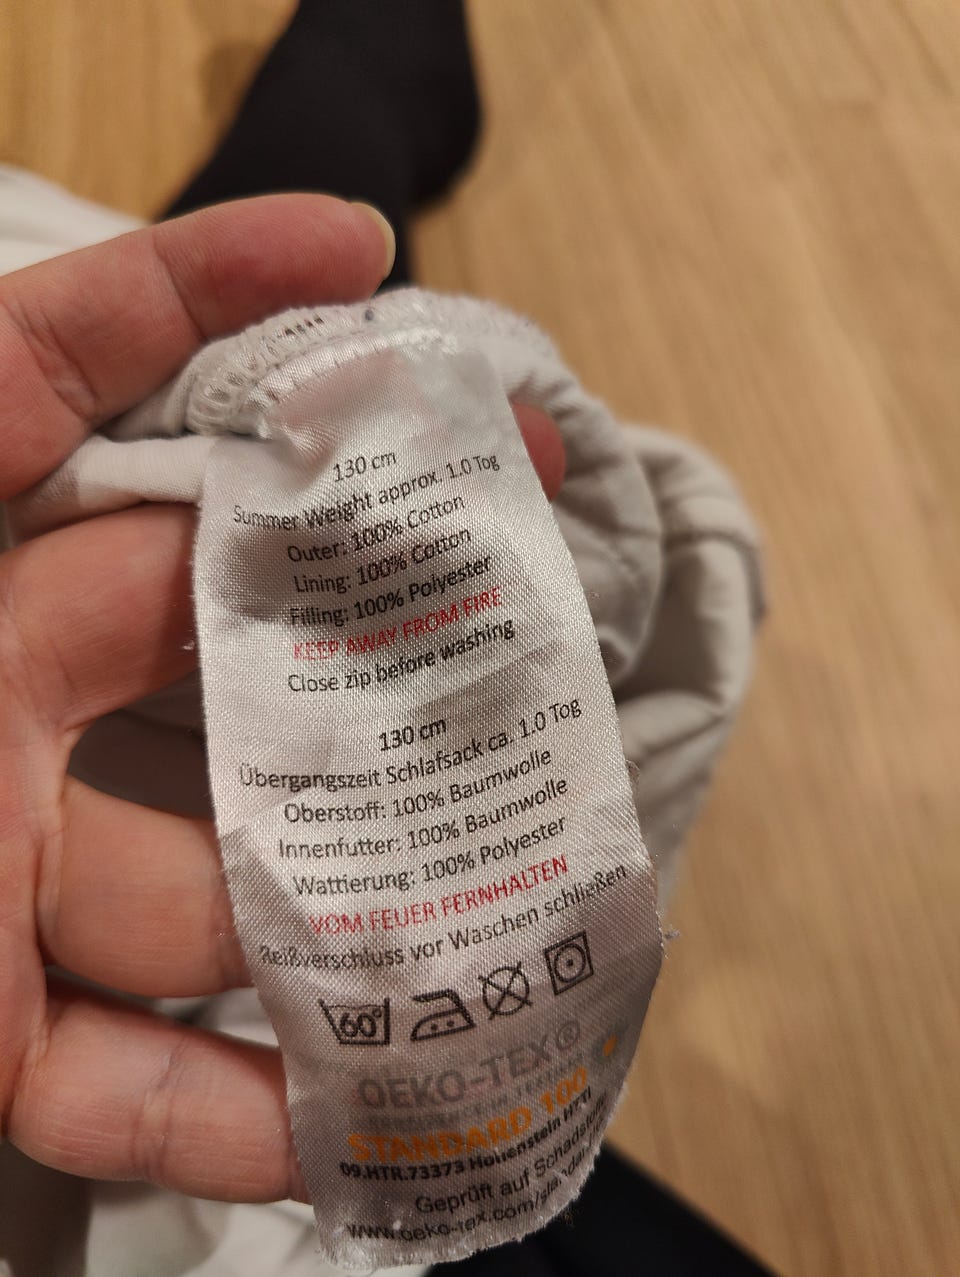 130 cm
Summer Weight approx. 1.0 Tog
Outer: 100% Cotton
Lining: 100% Cotton
Filling: 100% Polyester
KEEP AWAY FROM FIRE
Close zip before washing
130 cm
Übergangszeit Schlafsack ca. 1.0 Tog
Oberstoff: 100% Baumwolle
Innenfutter: 100% Baumwolle
Wattierung: 100% Polyester
VOM FEUER FERNHALTEN
Reißverschluss vor Waschen schließen
60°
OEKO-TEX®
STANDARD 100
09.HTR.73373 Hohenstein HTTI
Geprüft auf
www.oeko-tex.com/standard